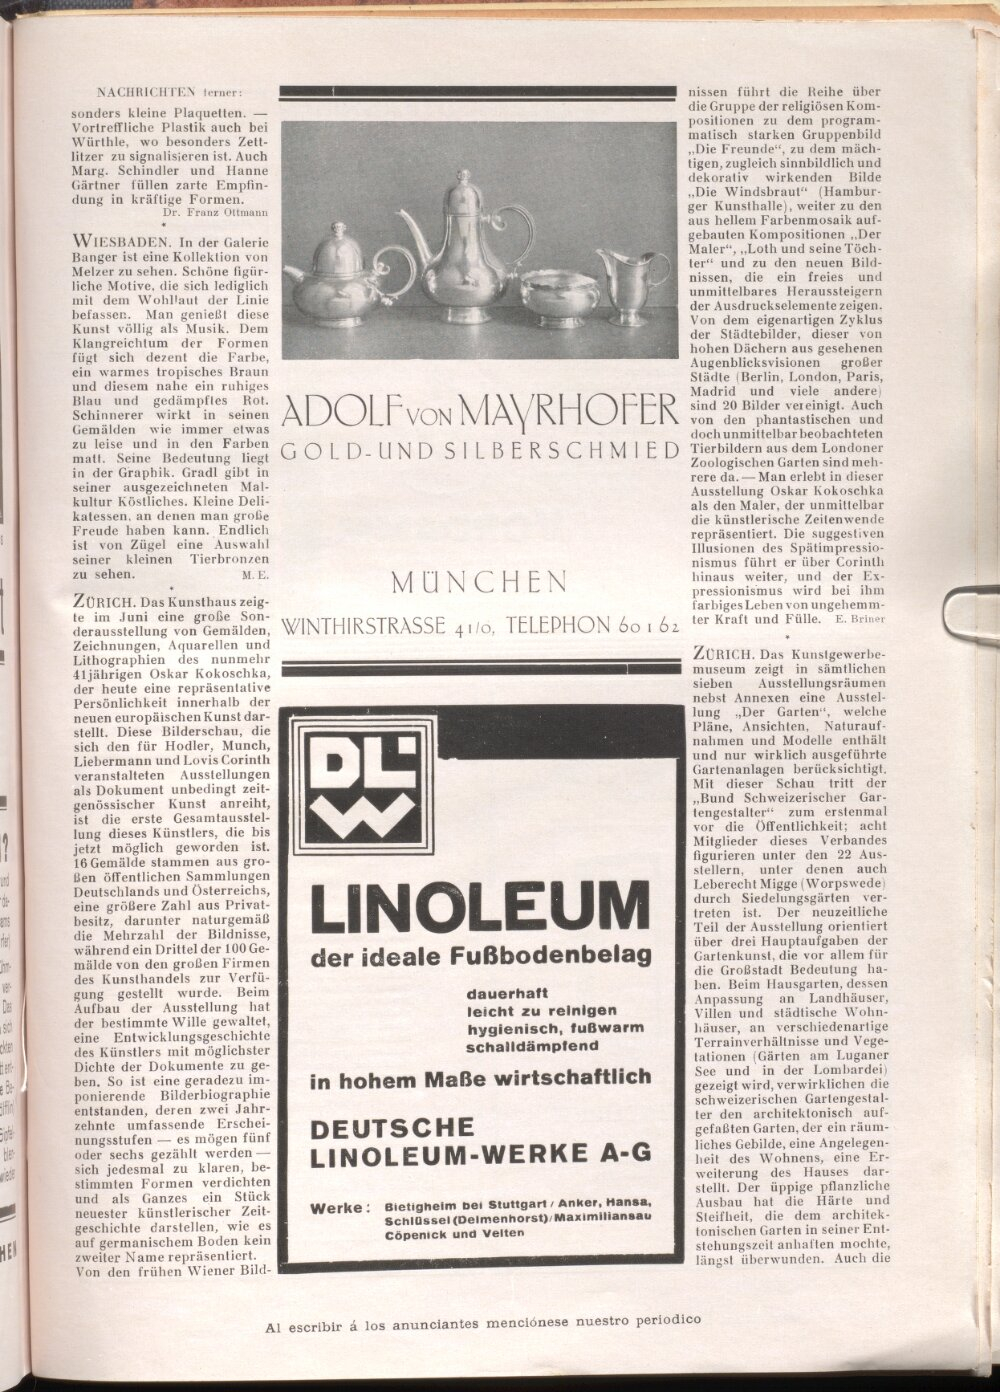 NACHRICHTEN ferner:
sonders kleine Plaquetten. —
Vortreffliche Plastik auch bei
Würthle, wo besonders Zett-
litzer zu signalisieren ist. Auch
Marg. Schindler und Hanne
Gärtner füllen zarte Empfin-
dung in kräftige Formen.
Dr. Franz Ottmann
*
WIESBADEN. In der Galerie
Banger ist eine Kollektion von
Melzer zu sehen. Schöne figür-
liche Motive, die sich lediglich
mit dem Wohllaut der Linie
befassen. Man genießt diese
Kunst völlig als Musik. Dem
Klangreichtum der Formen
fügt sich dezent die Farbe,
ein warmes tropisches Braun
und diesem nahe ein ruhiges
Blau und gedämpftes Rot.
Schinnerer wirkt in seinen
Gemälden wie immer etwas
zu leise und in den Farben
matt. Seine Bedeutung liegt
in der Graphik. Gradl gibt in
seiner ausgezeichneten Mal-
kultur Köstliches. Kleine Deli-
katessen, an denen man große
Freude haben kann. Endlich
ist von Zügel eine Auswahl
seiner kleinen Tierbronzen
zu sehen. M. E.
*
ZÜRICH. Das Kunsthaus zeig-
te im Juni eine große Son-
derausstellung von Gemälden,
Zeichnungen, Aquarellen und
Lithographien des nunmehr
41jährigen Oskar Kokoschka,
der heute eine repräsentative
Persönlichkeit innerhalb der
neuen europäischen Kunst dar-
stellt. Diese Bilderschau, die
sich den für Hodler, Munch,
Liebermann und Lovis Corinth
veranstalteten Ausstellungen
als Dokument unbedingt zeit-
genössischer Kunst anreiht,
ist die erste Gesamtausstel-
lung dieses Künstlers, die bis
jetzt möglich geworden ist.
16 Gemälde stammen aus gro-
ßen öffentlichen Sammlungen
Deutschlands und Österreichs,
eine größere Zahl aus Privat-
besitz, darunter naturgemäß
die Mehrzahl der Bildnisse,
während ein Drittel der 100 Ge-
mälde von den großen Firmen
des Kunsthandels zur Verfü-
gung gestellt wurde. Beim
Aufbau der Ausstellung hat
der bestimmte Wille gewaltet,
eine Entwicklungsgeschichte
des Künstlers mit möglichster
Dichte der Dokumente zu ge-
ben. So ist eine geradezu im-
ponierende Bilderbiographie
entstanden, deren zwei Jahr-
zehnte umfassende Erschei-
nungsstufen — es mögen fünf
oder sechs gezählt werden —
sich jedesmal zu klaren, be-
stimmten Formen verdichten
und als Ganzes ein Stück
neuester künstlerischer Zeit-
geschichte darstellen, wie es
auf germanischem Boden kein
zweiter Name repräsentiert.
Von den frühen Wiener Bild-
ADOLF VON MAYRHOFER
GOLD- UND SILBERSCHMIED
MÜNCHEN
WINTHIRSTRASSE 41/0, TELEPHON 60162
DL
W
LINOLEUM
der ideale Fußbodenbelag
dauerhaft
leicht zu reinigen
hygienisch, fußwarm
schalldämpfend
in hohem Maße wirtschaftlich
DEUTSCHE
LINOLEUM-WERKE A-G
Werke: Bietigheim bei Stuttgart / Anker, Hansa,
Schlüssel (Delmenhorst) / Maximiliansau
Cöpenick und Velten
nissen führt die Reihe über
die Gruppe der religiösen Kom-
positionen zu dem program-
matisch starken Gruppenbild
„Die Freunde“, zu dem mäch-
tigen, zugleich sinnbildlich und
dekorativ wirkenden Bilde
„Die Windsbraut“ (Hambur-
ger Kunsthalle), weiter zu den
aus hellem Farbenmosaik auf-
gebauten Kompositionen „Der
Maler“, „Loth und seine Töch-
ter“ und zu den neuen Bild-
nissen, die ein freies und
unmittelbares Heraussteigern
der Ausdruckselemente zeigen.
Von dem eigenartigen Zyklus
der Städtebilder, dieser von
hohen Dächern aus gesehenen
Augenblicksvisionen großer
Städte (Berlin, London, Paris,
Madrid und viele andere)
sind 20 Bilder vereinigt. Auch
von den phantastischen und
doch unmittelbar beobachteten
Tierbildern aus dem Londoner
Zoologischen Garten sind meh-
rere da. — Man erlebt in dieser
Ausstellung Oskar Kokoschka
als den Maler, der unmittelbar
die künstlerische Zeitenwende
repräsentiert. Die suggestiven
Illusionen des Spätimpressio-
nismus führt er über Corinth
hinaus weiter, und der Ex-
pressionismus wird bei ihm
farbiges Leben von ungehemm-
ter Kraft und Fülle. E. Briner
*
ZÜRICH. Das Kunstgewerbe-
museum zeigt in sämtlichen
sieben Ausstellungsräumen
nebst Annexen eine Ausstel-
lung „Der Garten“, welche
Pläne, Ansichten, Naturauf-
nahmen und Modelle enthält
und nur wirklich ausgeführte
Gartenanlagen berücksichtigt.
Mit dieser Schau tritt der
„Bund Schweizerischer Gar-
tengestalter“ zum erstenmal
vor die Öffentlichkeit; acht
Mitglieder dieses Verbandes
figurieren unter den 22 Aus-
stellern, unter denen auch
Leberecht Migge (Worpswede)
durch Siedelungsgärten ver-
treten ist. Der neuzeitliche
Teil der Ausstellung orientiert
über drei Hauptaufgaben der
Gartenkunst, die vor allem für
die Großstadt Bedeutung ha-
ben. Beim Hausgarten, dessen
Anpassung an Landhäuser,
Villen und städtische Wohn-
häuser, an verschiedenartige
Terrainverhältnisse und Vege-
tationen (Gärten am Luganer
See und in der Lombardei)
gezeigt wird, verwirklichen die
schweizerischen Gartengestal-
ter den architektonisch auf-
gefaßten Garten, der ein räum-
liches Gebilde, eine Angelegen-
heit des Wohnens, eine Er-
weiterung des Hauses dar-
stellt. Der üppige pflanzliche
Ausbau hat die Härte und
Steifheit, die dem architek-
tonischen Garten in seiner Ent-
stehungszeit anhaften mochte,
längst überwunden. Auch die
Al escribir á los anunciantes menciónese nuestro periodico